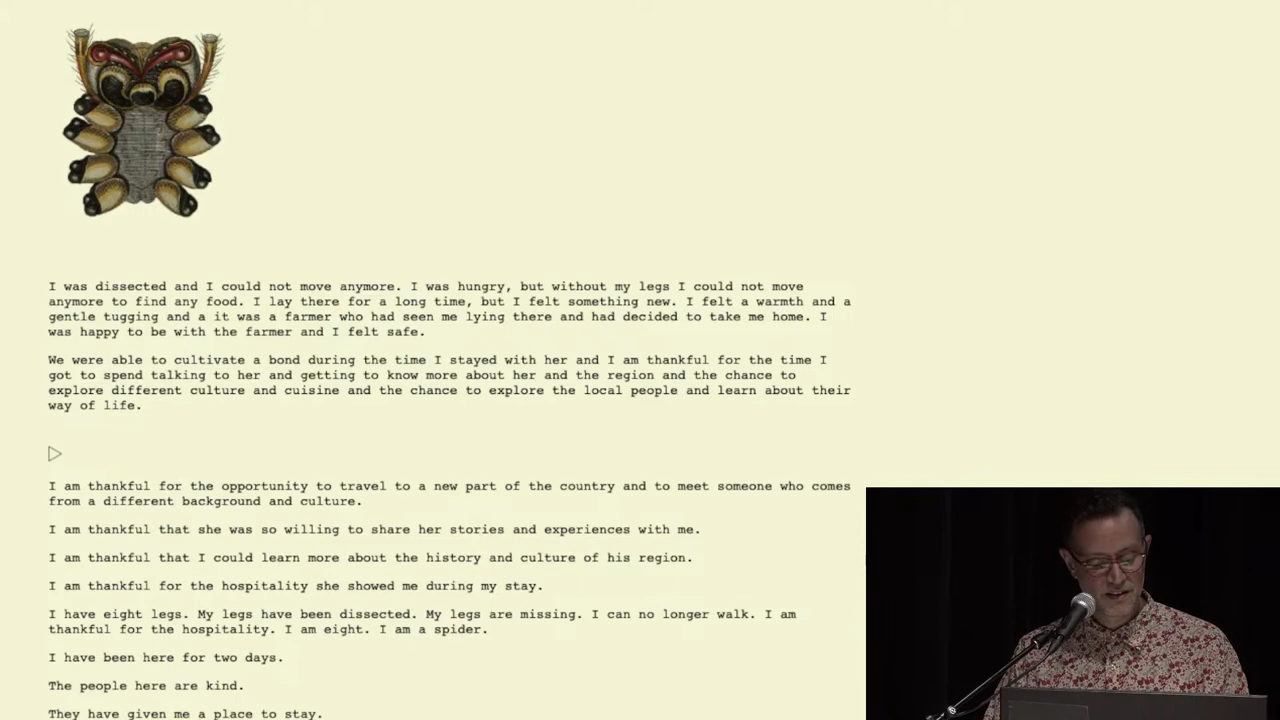 I was dissected and I could not move anymore. I was hungry, but without my legs I could not move
anymore to find any food. I lay there for a long time, but I felt something new. I felt a warmth and a
gentle tugging and a it was a farmer who had seen me lying there and had decided to take me home. I
was happy to be with the farmer and I felt safe.
We were able to cultivate a bond during the time I stayed with her and I am thankful for the time I
got to spend talking to her and getting to know more about her and the region and the chance to
explore different culture and cuisine and the chance to explore the local people and learn about their
way of life.
I am thankful for the opportunity to travel to a new part of the country and to meet someone who comes
from a different background and culture.
I am thankful that she was so willing to share her stories and experiences with me.
I am thankful that I could learn more about the history and culture of his region.
I am thankful for the hospitality she showed me during my stay.
I have eight legs. My legs have been dissected. My legs are missing. I can no longer walk. I am
thankful for the hospitality. I am eight. I am a spider.
I have been here for two days.
The people here are kind.
They have given me a place to stay.